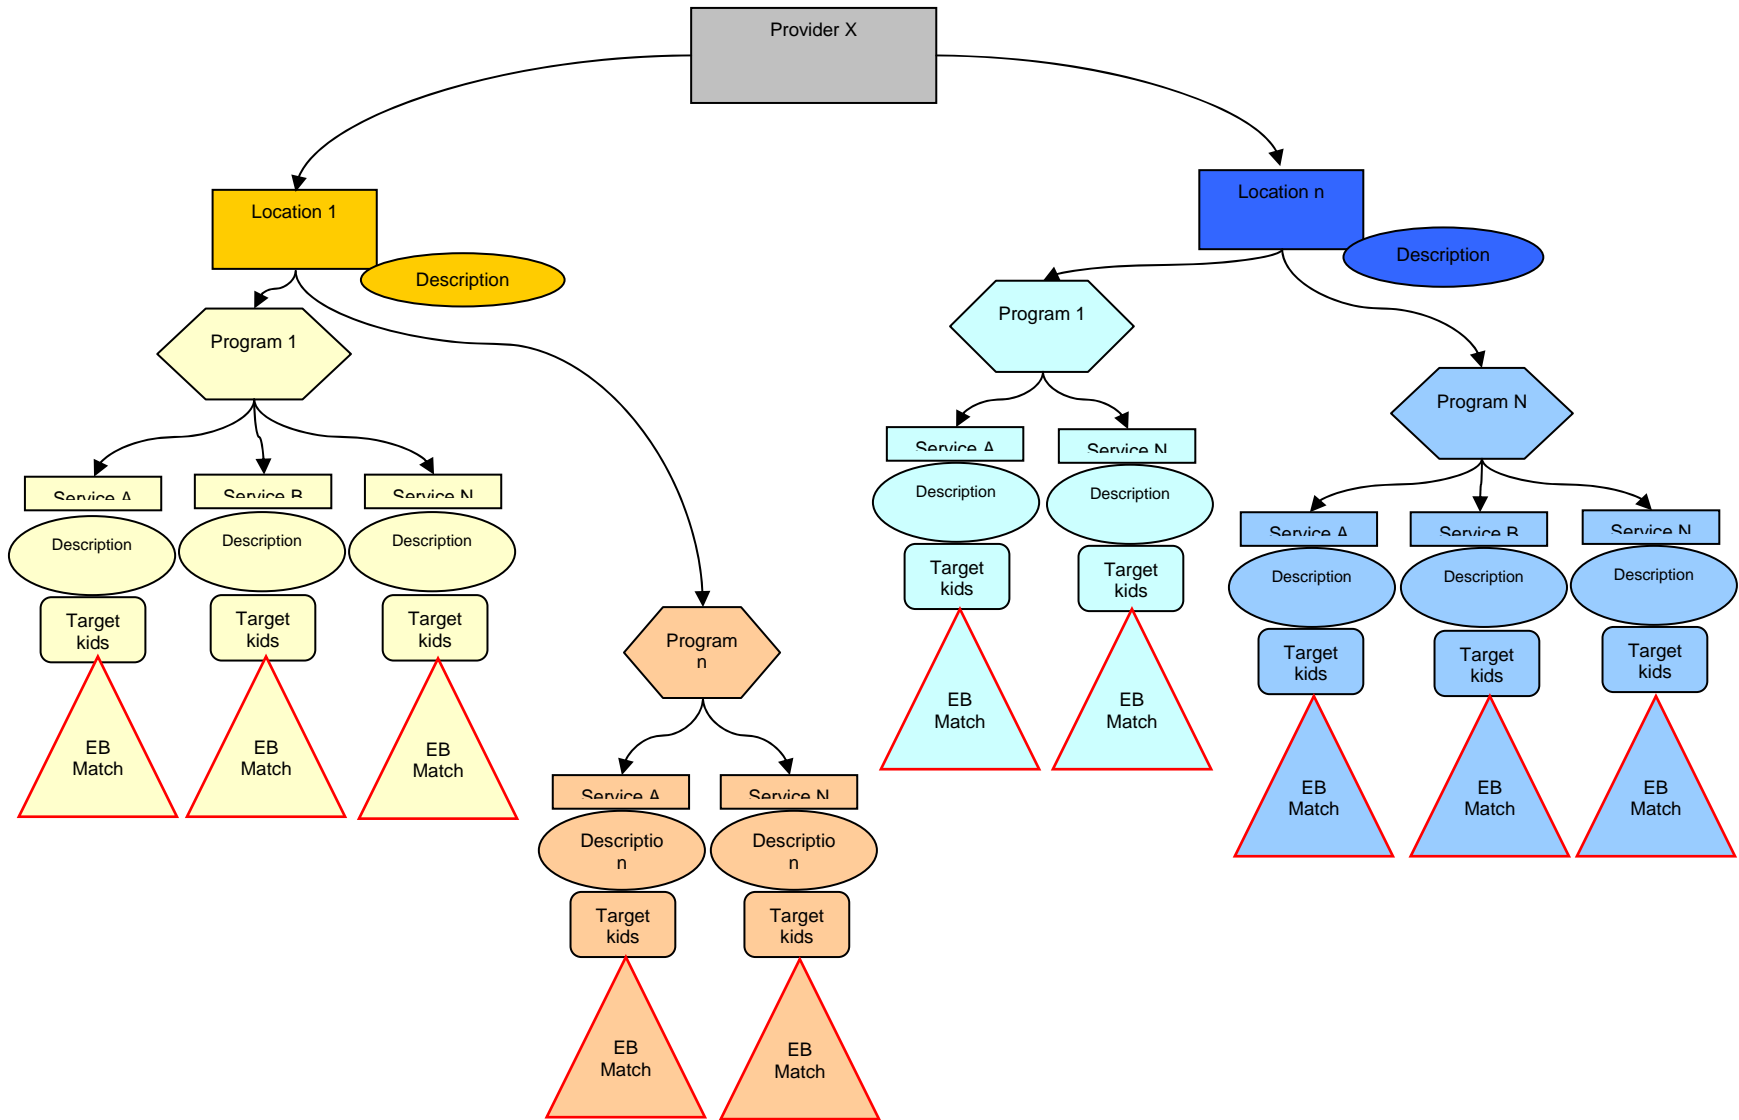 Provider X
Location 1
Description
Location n
Description
Program 1
Service A
Service B
Service N
Description
Description
Description
Target
kids
Target
kids
Target
kids
EB
Match
EB
Match
EB
Match
Program
n
Service A
Service N
Descriptio
n
Descriptio
n
Target
kids
Target
kids
EB
Match
EB
Match
Program 1
Service A
Service N
Description
Description
Target
kids
Target
kids
EB
Match
EB
Match
Program N
Service A
Service B
Service N
Description
Description
Description
Target
kids
Target
kids
Target
kids
EB
Match
EB
Match
EB
Match